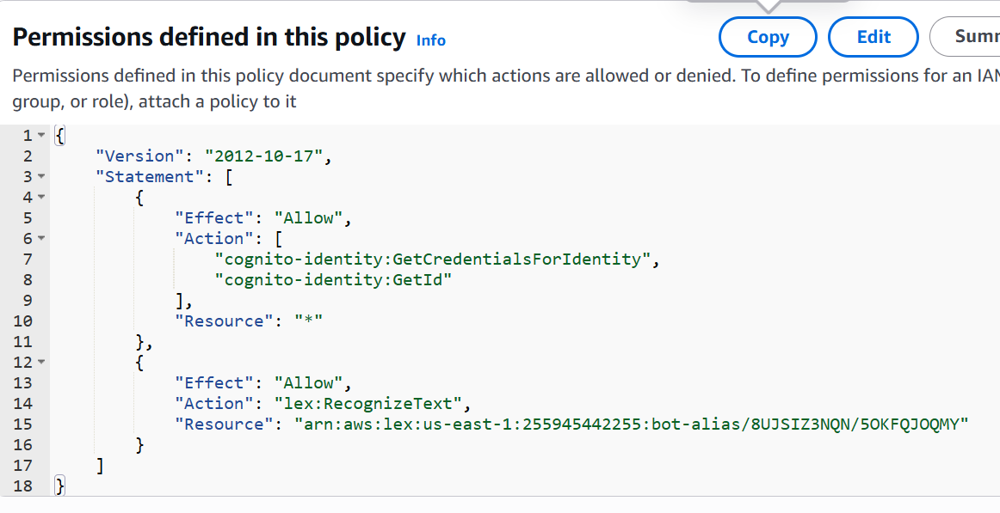 Permissions defined in this policy Info
Copy
Edit
Summ
Permissions defined in this policy document specify which actions are allowed or denied. To define permissions for an IAM
group, or role), attach a policy to it
1 {
2 "Version": "2012-10-17",
3 "Statement": [
4 {
5 "Effect": "Allow",
6 "Action": [
7 "cognito-identity:GetCredentialsForIdentity",
8 "cognito-identity:GetId"
9 ],
10 "Resource": "*"
11 },
12 {
13 "Effect": "Allow",
14 "Action": "lex:RecognizeText",
15 "Resource": "arn:aws:lex:us-east-1:255945442255:bot-alias/8UJSIZ3NQN/5OKFQJOQMY"
16 }
17 ]
18 }